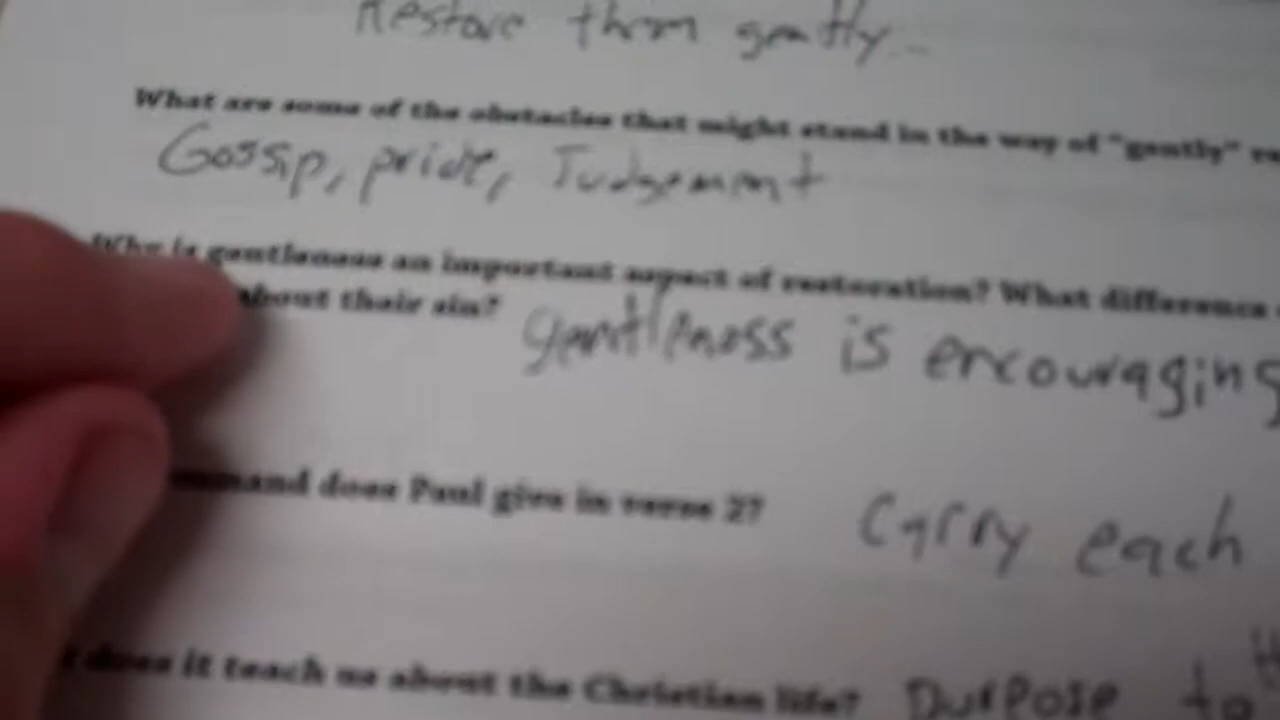 Restore them gently...
What are some of the obstacles that might stand in the way of "gently"
Gossip, pride, Judgement
Why is gentleness an important aspect of restoration? What difference
about their sin? gentleness is encouraging
does Paul give in verse 2? Carry each
does it teach us about the Christian life? Purpose to